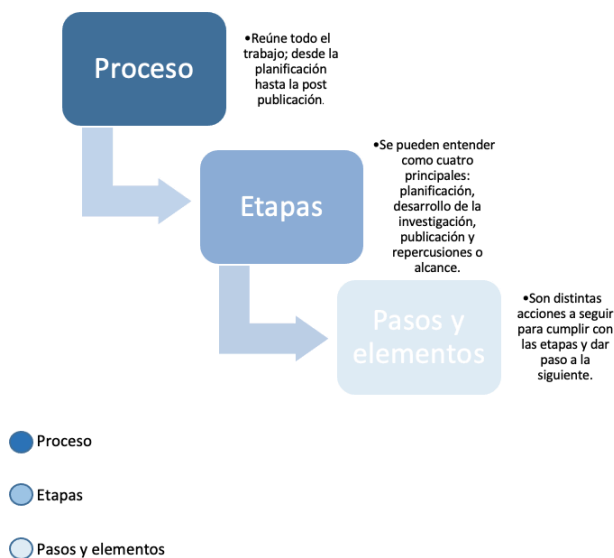 Proceso
•Reúne todo el
trabajo; desde la
planificación
hasta la post
publicación.
Etapas
•Se pueden entender
como cuatro
principales:
planificación,
desarrollo de la
investigación,
publicación y
repercusiones o
alcance.
Pasos y
elementos
•Son distintas
acciones a seguir
para cumplir con
las etapas y dar
paso a la
siguiente.
Proceso
Etapas
Pasos y elementos